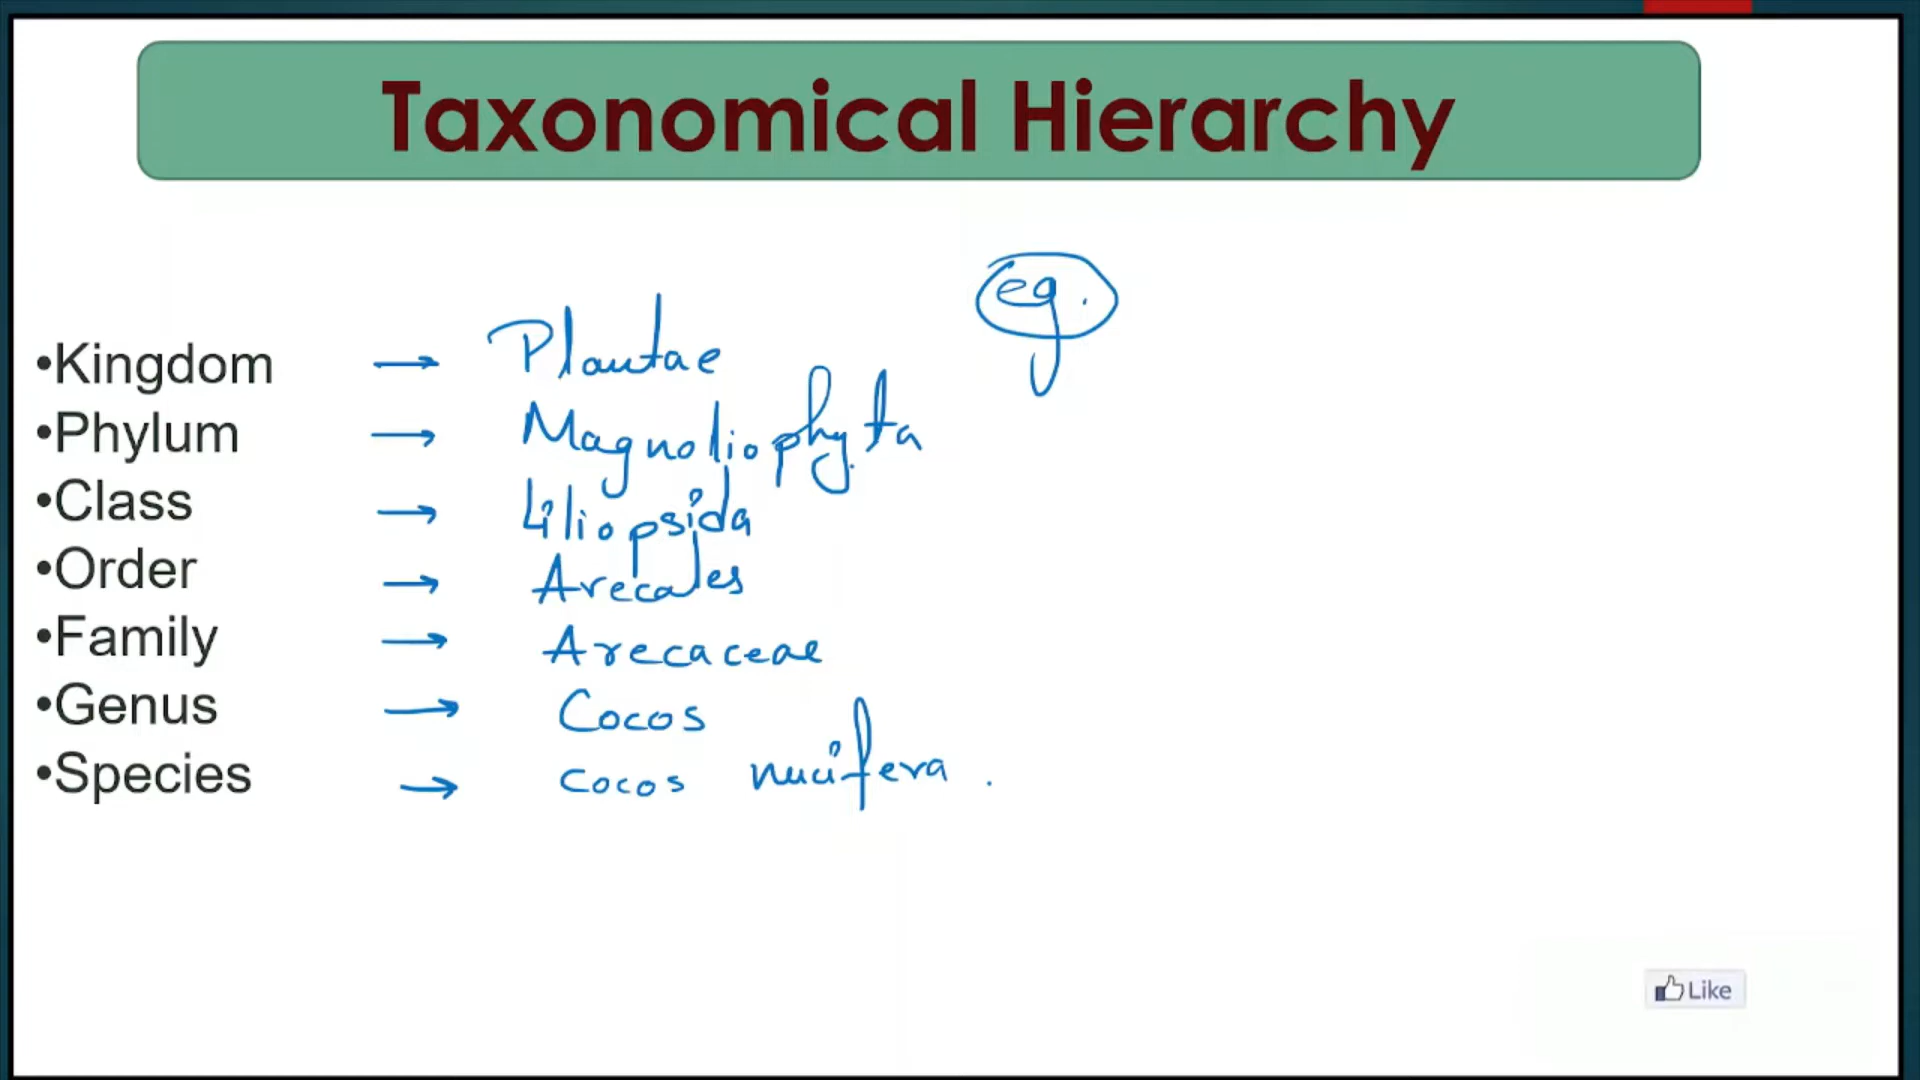 Taxonomical Hierarchy
eg.
•Kingdom → Plantae
•Phylum → Magnoliophyta
•Class → Liliopsida
•Order → Arecales
•Family → Arecaceae
•Genus → Cocos
•Species → cocos nucifera.
Like